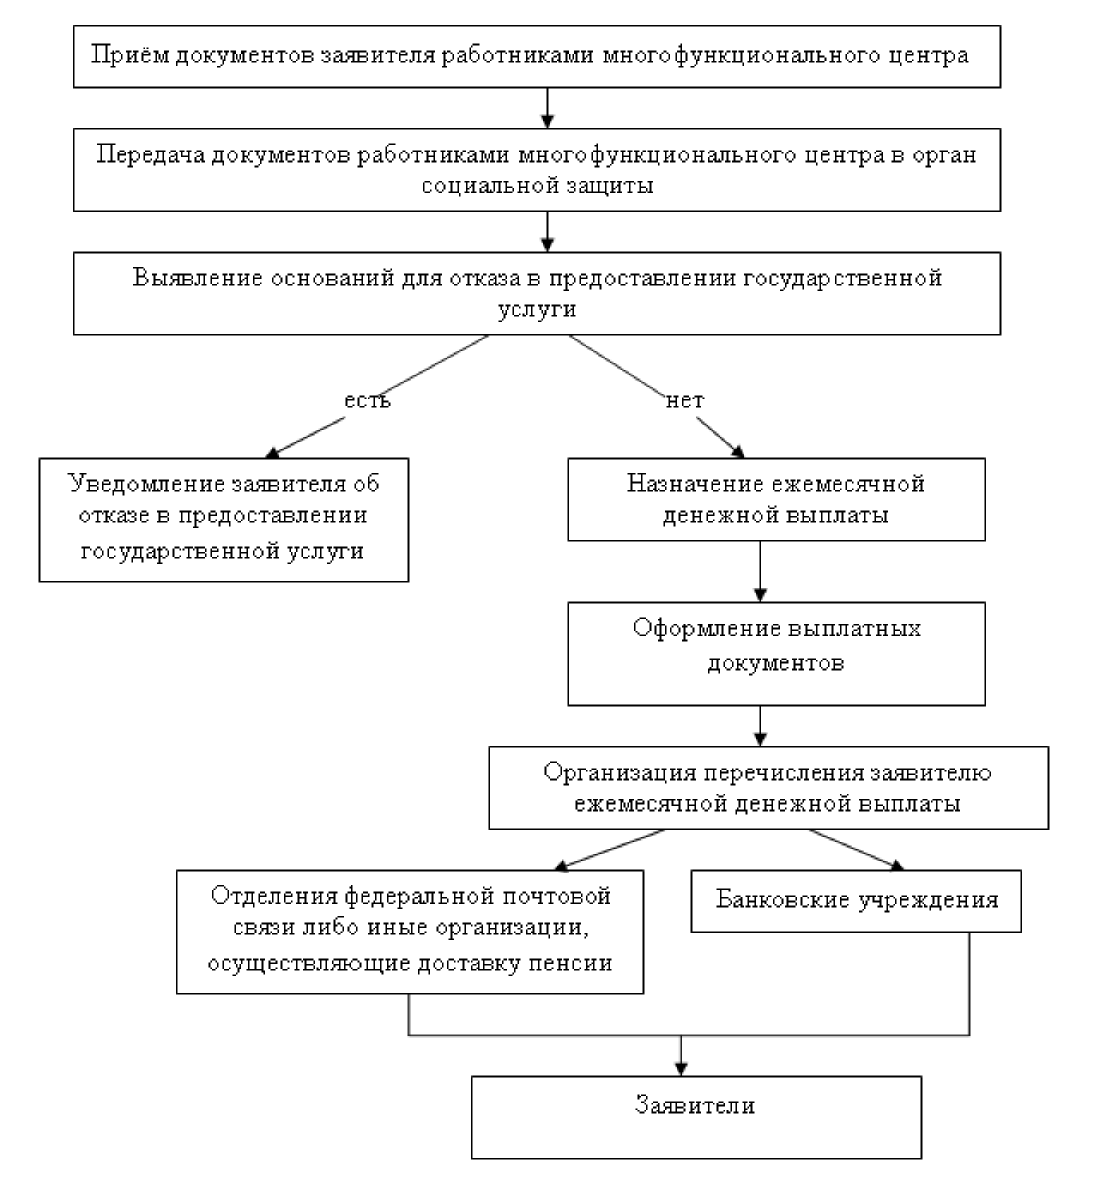 Приём документов заявителя работниками многофункционального центра
Передача документов работниками многофункционального центра в орган
социальной защиты
Выявление оснований для отказа в предоставлении государственной
услуги
есть
нет
Уведомление заявителя об
отказе в предоставлении
государственной услуги
Назначение ежемесячной
денежной выплаты
Оформление выплатных
документов
Организация перечисления заявителю
ежемесячной денежной выплаты
Отделения федеральной почтовой
связи либо иные организации,
осуществляющие доставку пенсии
Банковские учреждения
Заявители